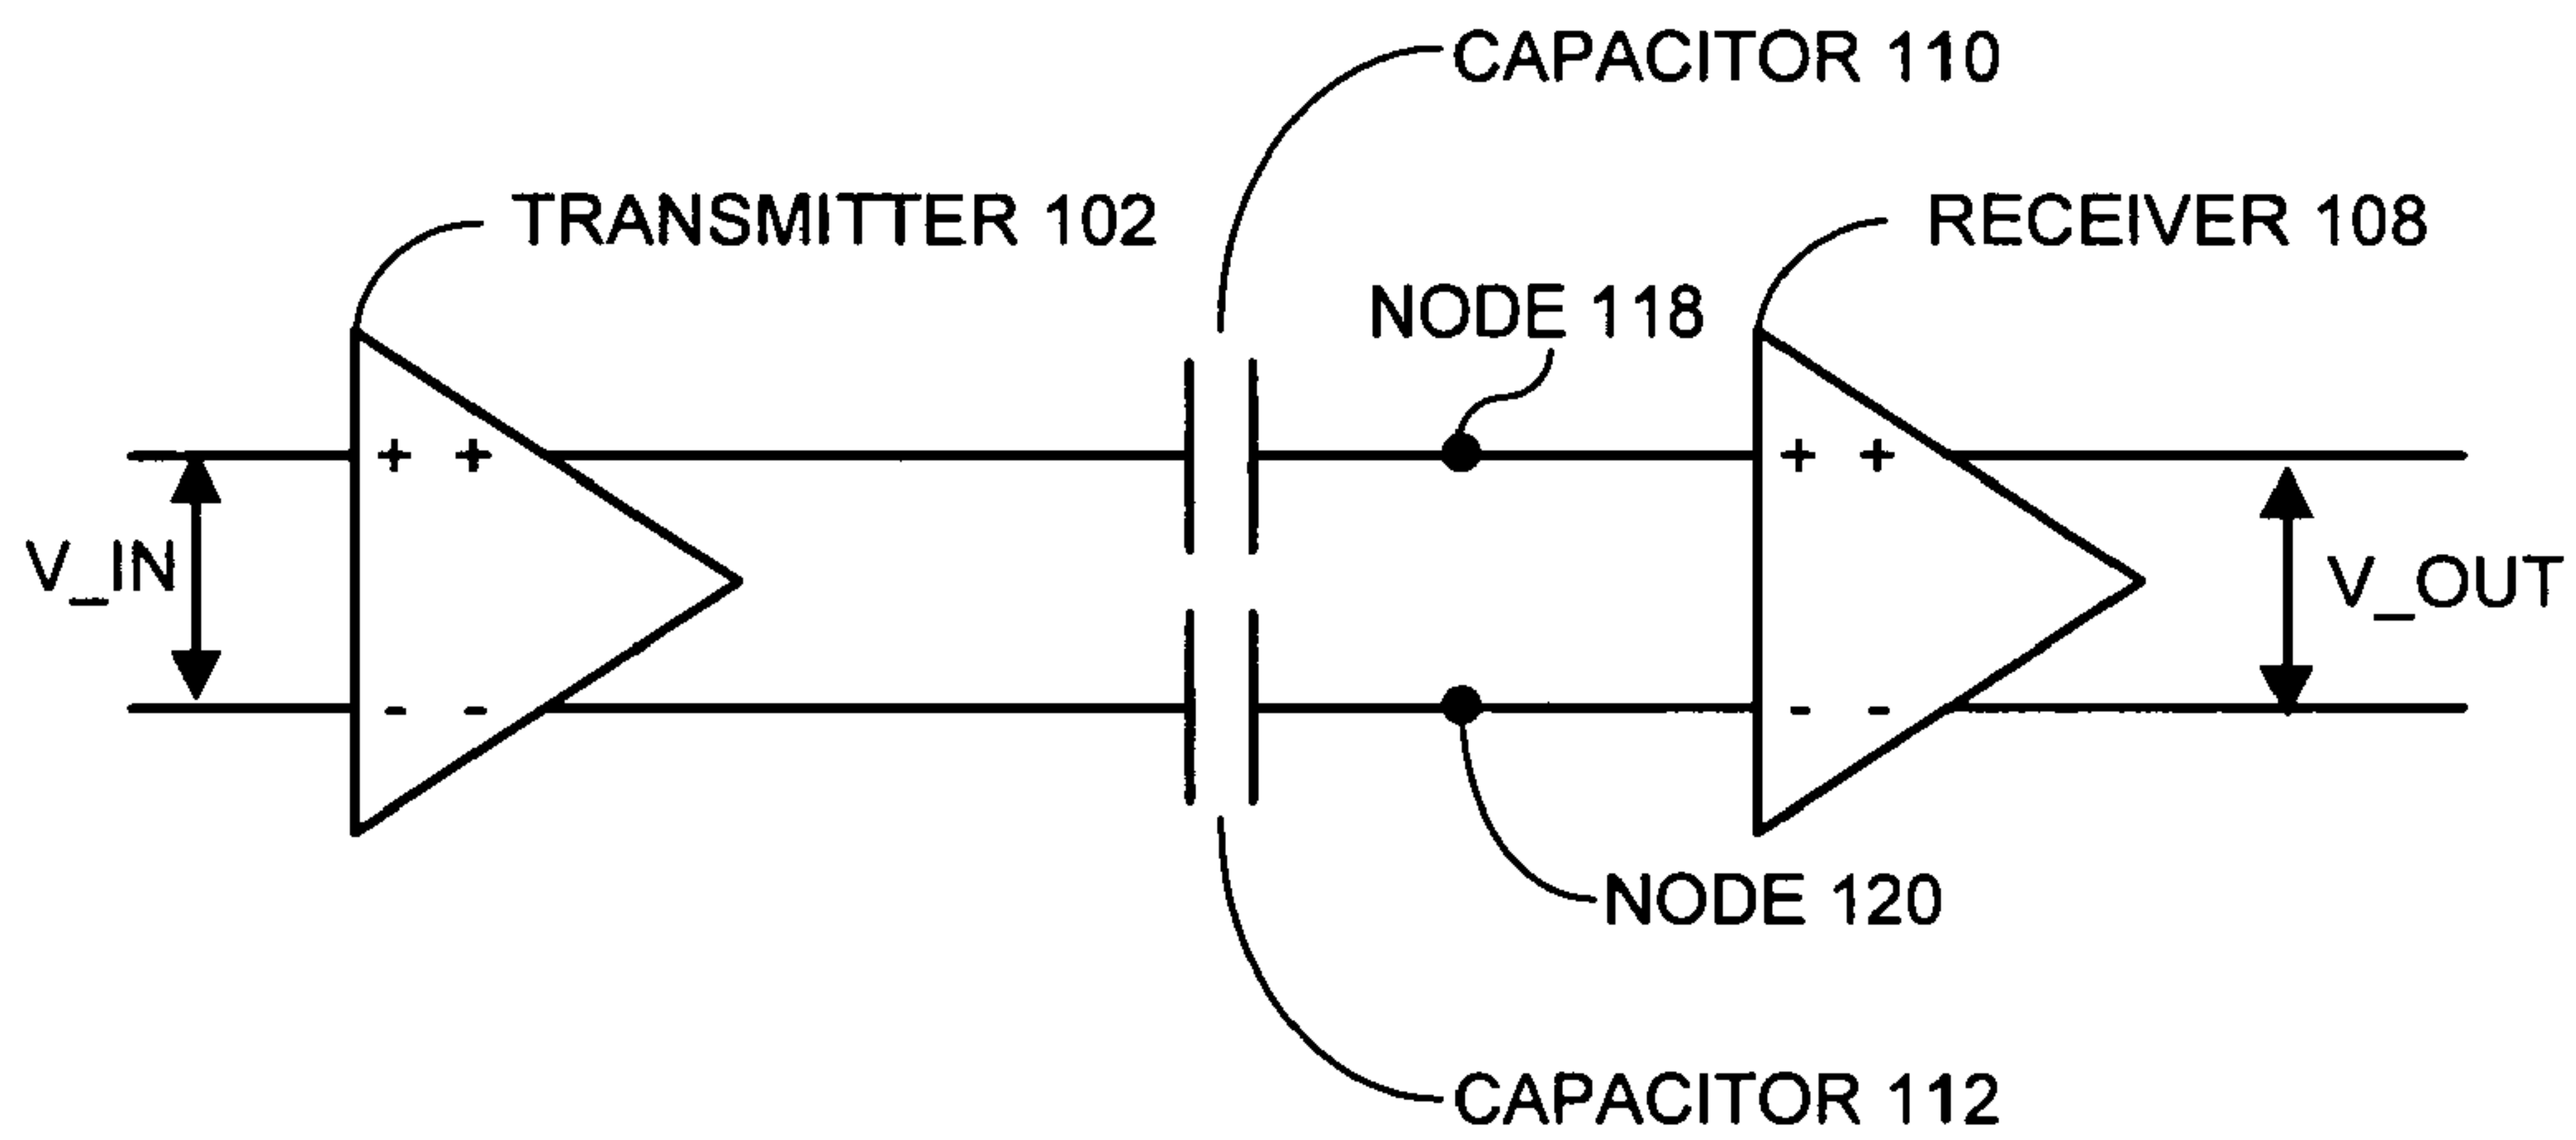 CAPACITOR 110
TRANSMITTER 102
RECEIVER 108
NODE 118
+ +
+ +
V_IN
V_OUT
- -
- -
NODE 120
CAPACITOR 112